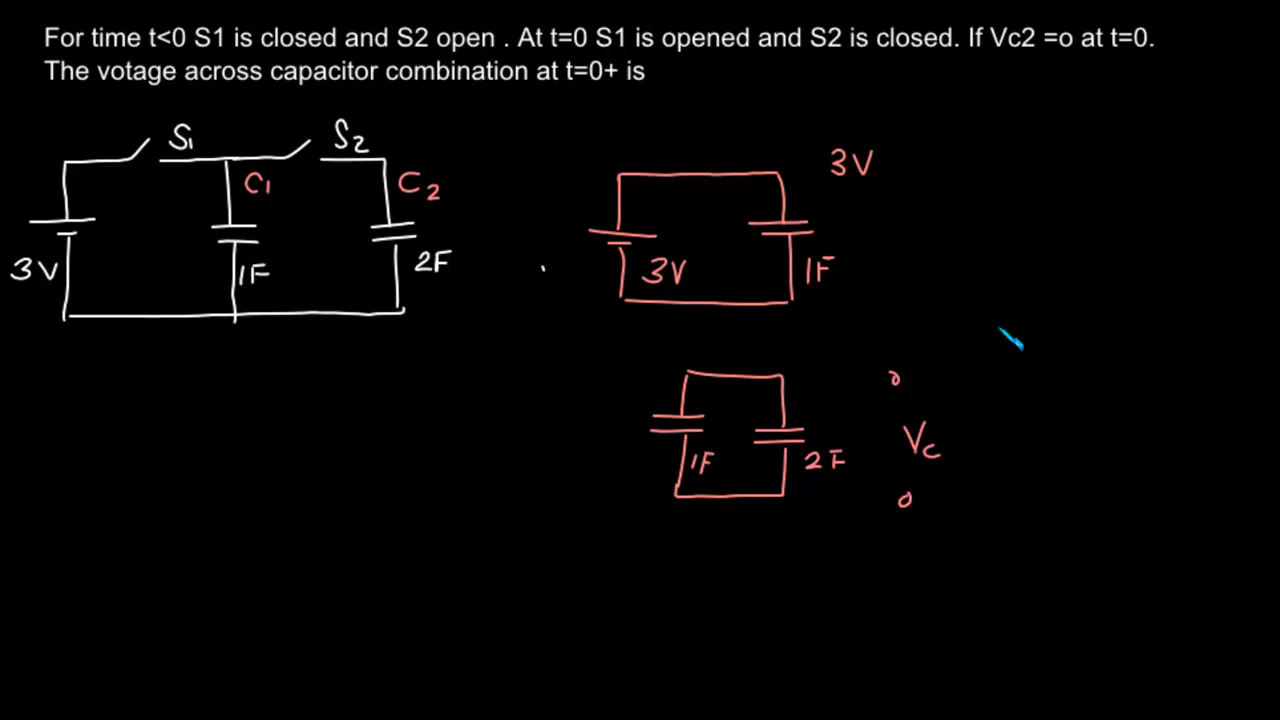 For time t<0 S1 is closed and S2 open . At t=0 S1 is opened and S2 is closed. If Vc2 =o at t=0.
The votage across capacitor combination at t=0+ is
S1 S2
C1 C2
3V 1F 2F
3V
3V 1F
1F 2F Vc